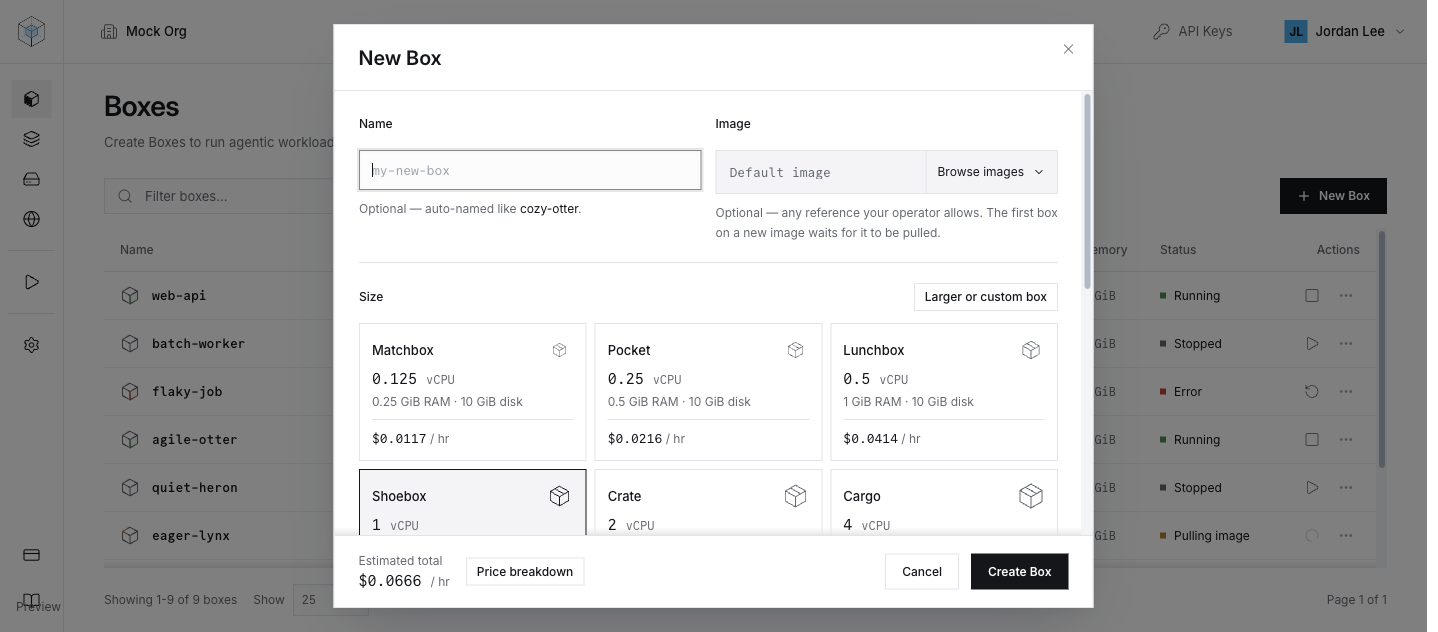 Mock Org
API Keys
JL
Jordan Lee
Boxes
Create Boxes to run agentic workload
Filter boxes...
New Box
Name
emory
Status
Actions
web-api
GiB
Running
batch-worker
GiB
Stopped
flaky-job
GiB
Error
agile-otter
GiB
Running
quiet-heron
GiB
Stopped
eager-lynx
GiB
Pulling image
Showing 1-9 of 9 boxes
Show
25
Page 1 of 1
Preview
New Box
Name
Image
my-new-box
Default image
Browse images
Optional — auto-named like cozy-otter.
Optional — any reference your operator allows. The first box
on a new image waits for it to be pulled.
Size
Larger or custom box
Matchbox
0.125 vCPU
0.25 GiB RAM · 10 GiB disk
$0.0117 / hr
Pocket
0.25 vCPU
0.5 GiB RAM · 10 GiB disk
$0.0216 / hr
Lunchbox
0.5 vCPU
1 GiB RAM · 10 GiB disk
$0.0414 / hr
Shoebox
1 vCPU
Crate
2 vCPU
Cargo
4 vCPU
Estimated total
$0.0666 / hr
Price breakdown
Cancel
Create Box